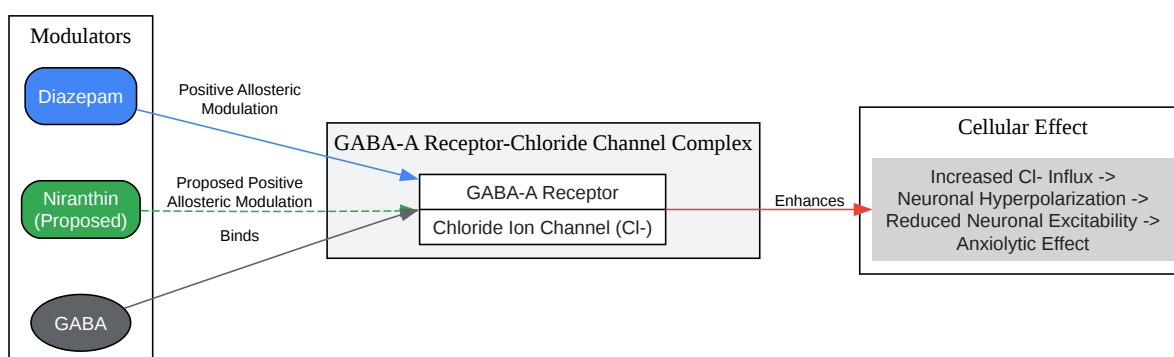 Modulators
Diazepam
Niranthin
(Proposed)
GABA
Positive Allosteric
Modulation
Proposed Positive
Allosteric Modulation
Binds
GABA-A Receptor-Chloride Channel Complex
GABA-A Receptor
Chloride Ion Channel (Cl-)
Enhances
Cellular Effect
Increased Cl- Influx ->
Neuronal Hyperpolarization ->
Reduced Neuronal Excitability ->
Anxiolytic Effect